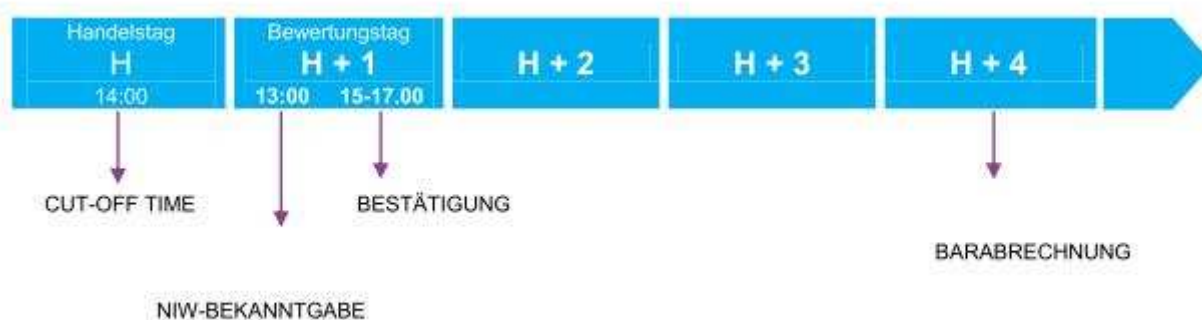 Handelstag
H
14:00
Bewertungstag
H + 1
13:00 15-17.00
H + 2
H + 3
H + 4
CUT-OFF TIME
BESTÄTIGUNG
BARABRECHNUNG
NIW-BEKANNTGABE